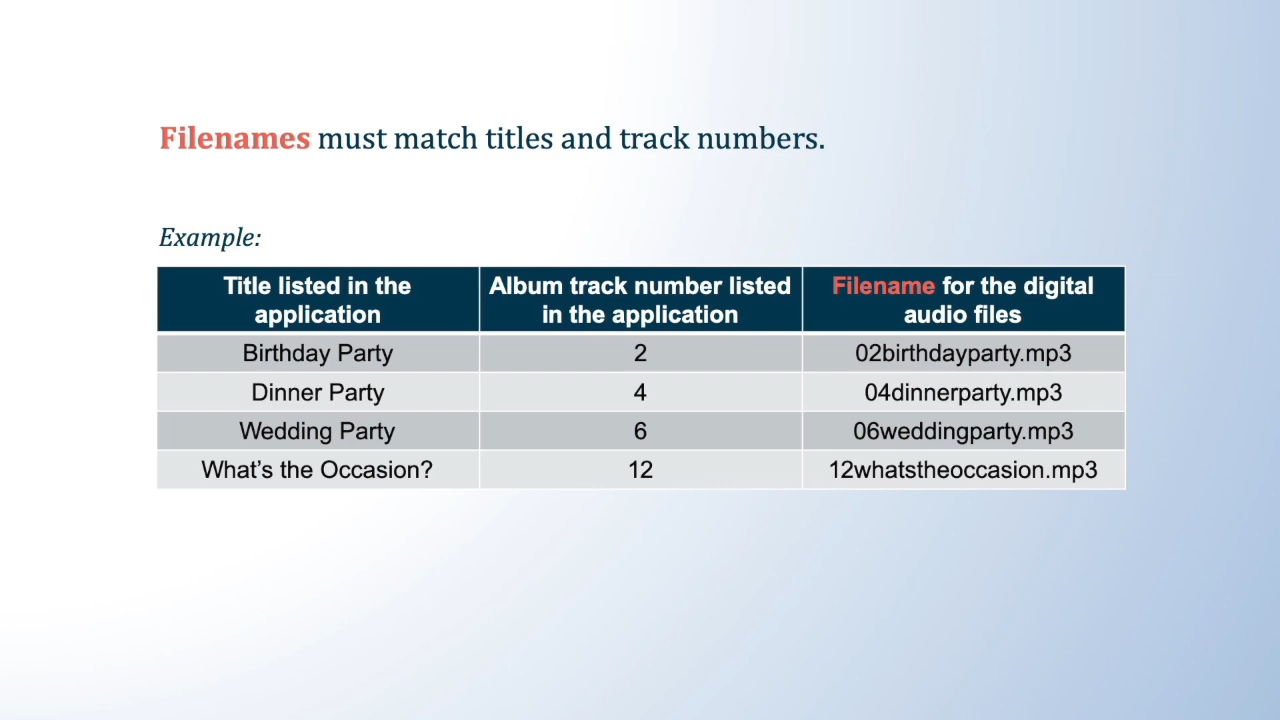 Filenames must match titles and track numbers.
Example:
Title listed in the application
Album track number listed in the application
Filename for the digital audio files
Birthday Party 2 02birthdayparty.mp3
Dinner Party 4 04dinnerparty.mp3
Wedding Party 6 06weddingparty.mp3
What’s the Occasion? 12 12whatstheoccasion.mp3